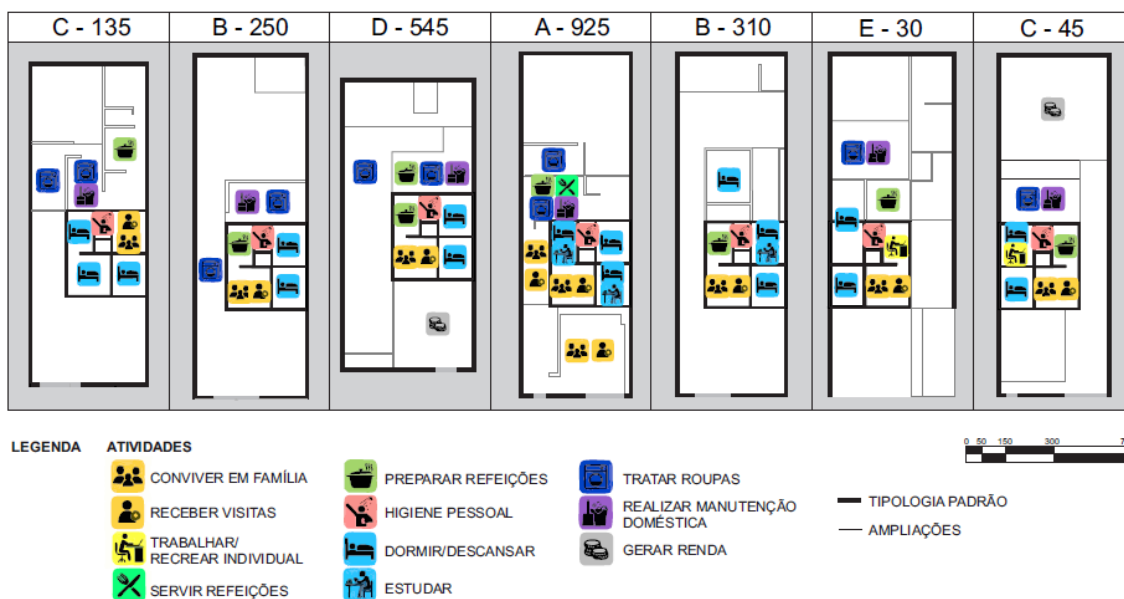 C - 135
B - 250
D - 545
A - 925
B - 310
E - 30
C - 45
LEGENDA
ATIVIDADES
CONVIVER EM FAMÍLIA
RECEBER VISITAS
TRABALHAR/
RECREAR INDIVIDUAL
SERVIR REFEIÇÕES
PREPARAR REFEIÇÕES
HIGIENE PESSOAL
DORMIR/DESCANSAR
ESTUDAR
TRATAR ROUPAS
REALIZAR MANUTENÇÃO
DOMÉSTICA
GERAR RENDA
0 50 150 300
TIPOLOGIA PADRÃO
AMPLIAÇÕES